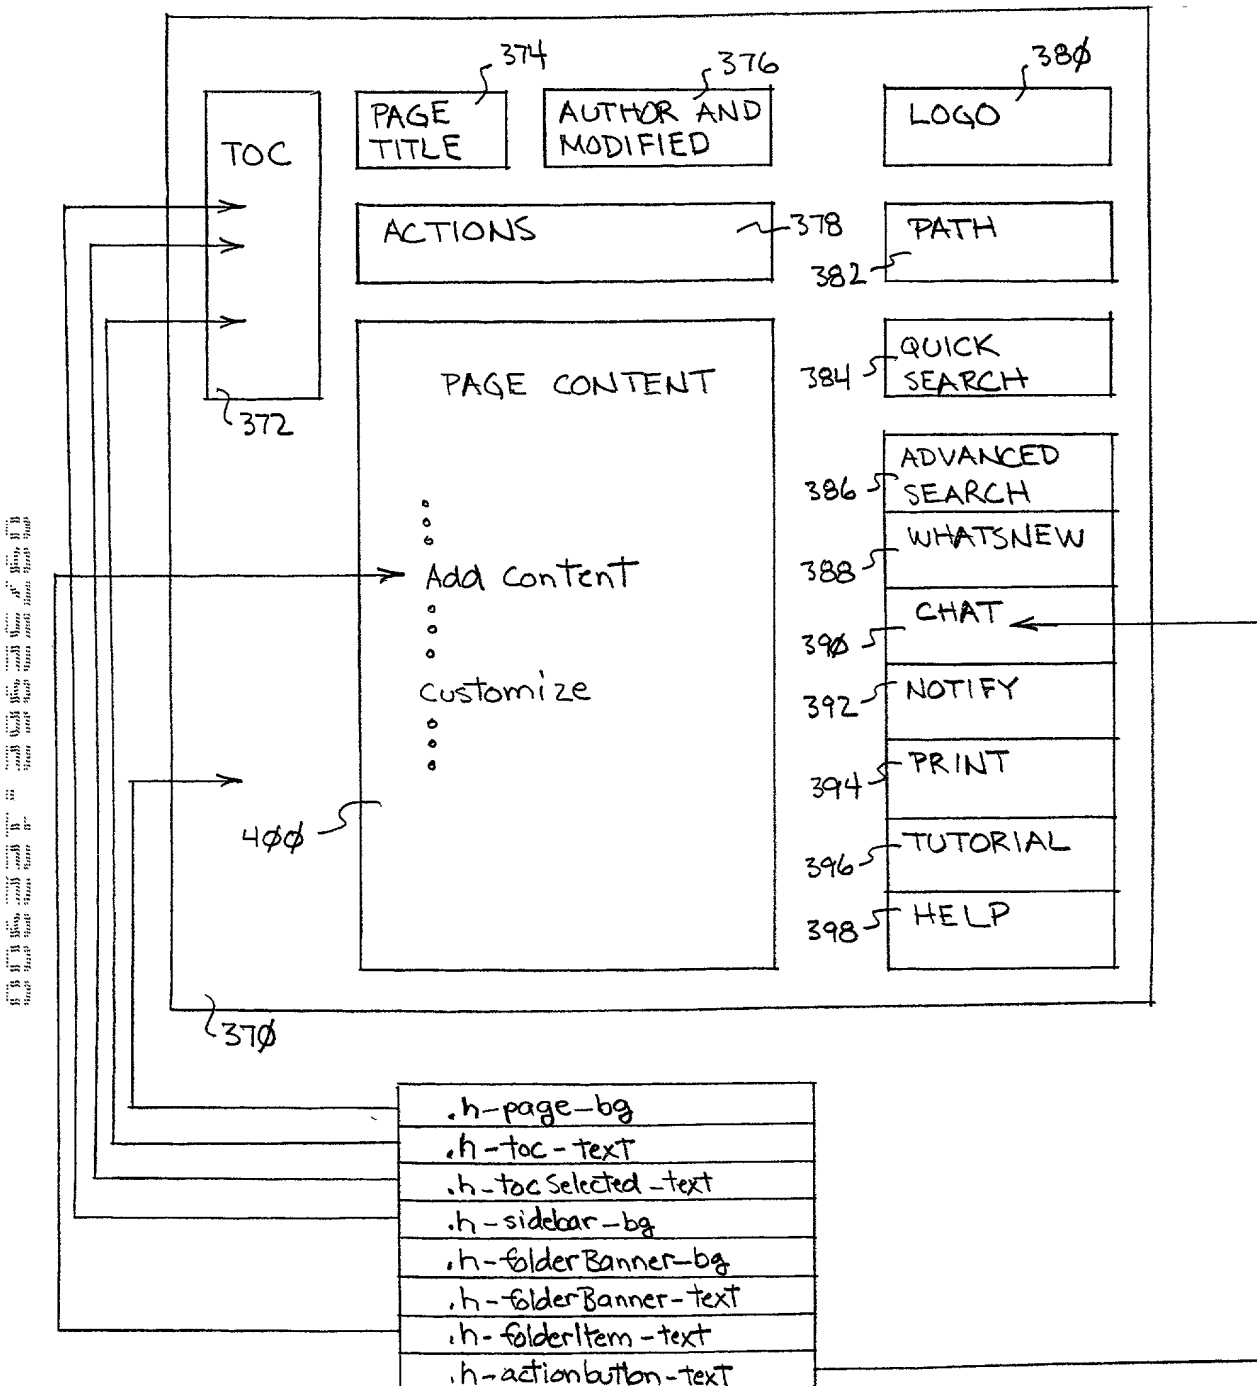 374
376
380
TOC
PAGE
TITLE
AUTHOR AND
MODIFIED
LOGO
ACTIONS
378
PATH
382
PAGE CONTENT
QUICK
SEARCH
384
372
ADVANCED
SEARCH
386
WHATSNEW
388
Add content
CHAT
390
customize
NOTIFY
392
PRINT
394
400
TUTORIAL
396
HELP
398
370
.h-page-bg
.h-toc-text
.h-tocSelected-text
.h-sidebar-bg
.h-folderBanner-bg
.h-folderBanner-text
.h-folderItem-text
.h-actionbutton-text